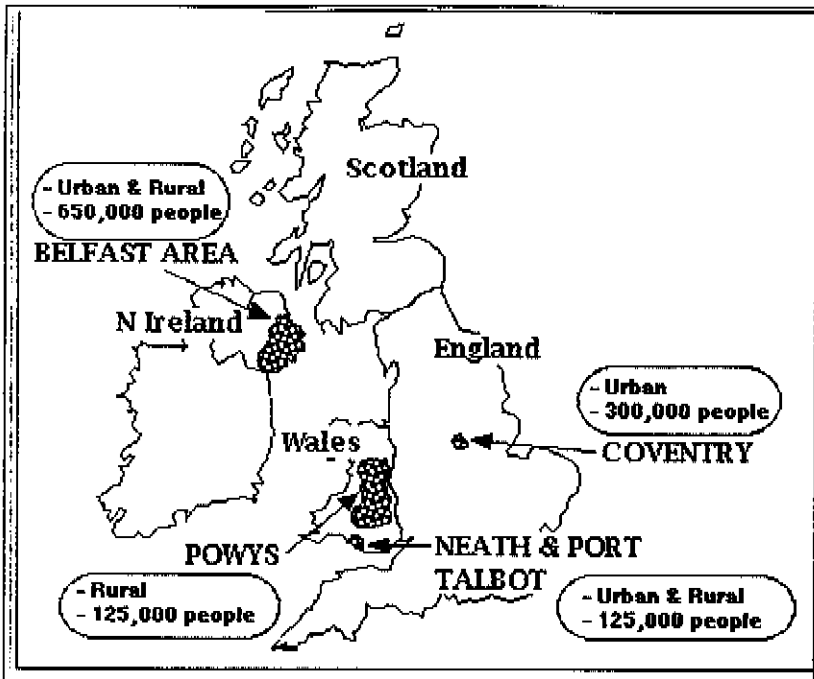 Scotland
- Urban & Rural
- 650,000 people
BELFAST AREA
N Ireland
England
- Urban
- 300,000 people
COVENTRY
Wales
POWYS
- Rural
- 125,000 people
NEATH & PORT
TALBOT
- Urban & Rural
- 125,000 people